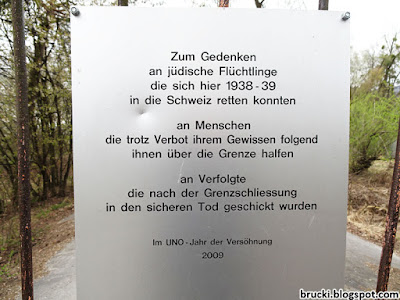 Zum Gedenken
an jüdische Flüchtlinge
die sich hier 1938-39
in die Schweiz retten konnten
an Menschen
die trotz Verbot ihrem Gewissen folgend
ihnen über die Grenze halfen
an Verfolgte
die nach der Grenzschliessung
in den sicheren Tod geschickt wurden
Im UNO-Jahr der Versöhnung
2009
brucki.blogspot.com